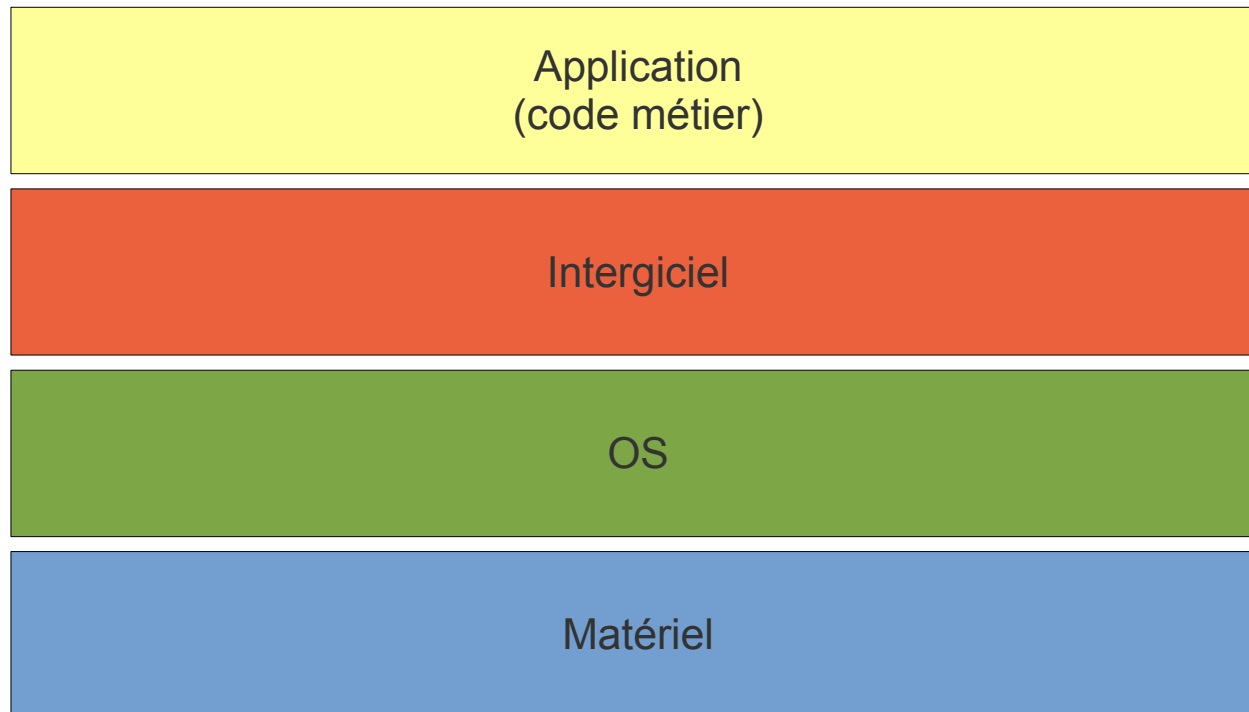 Application
(code métier)
Intergiciel
OS
Matériel